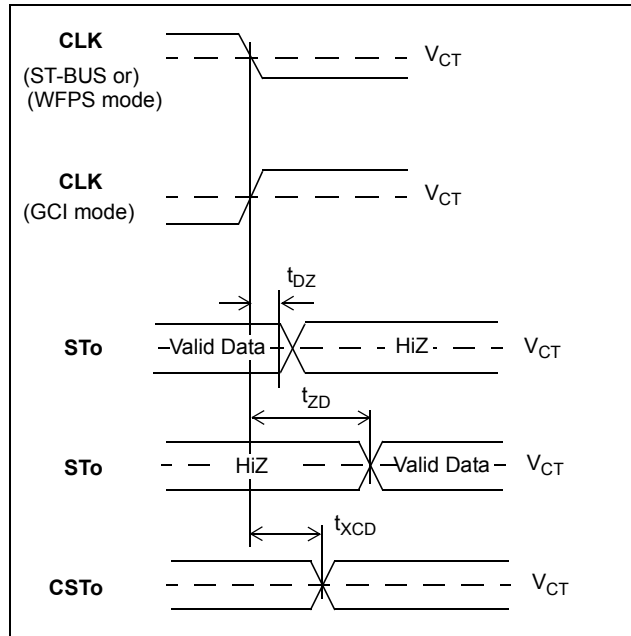 CLK
V_CT
(ST-BUS or)
(WFPS mode)
CLK
V_CT
(GCI mode)
t_DZ
STo
Valid Data
HiZ
V_CT
t_ZD
STo
HiZ
Valid Data
V_CT
t_XCD
CSTo
V_CT